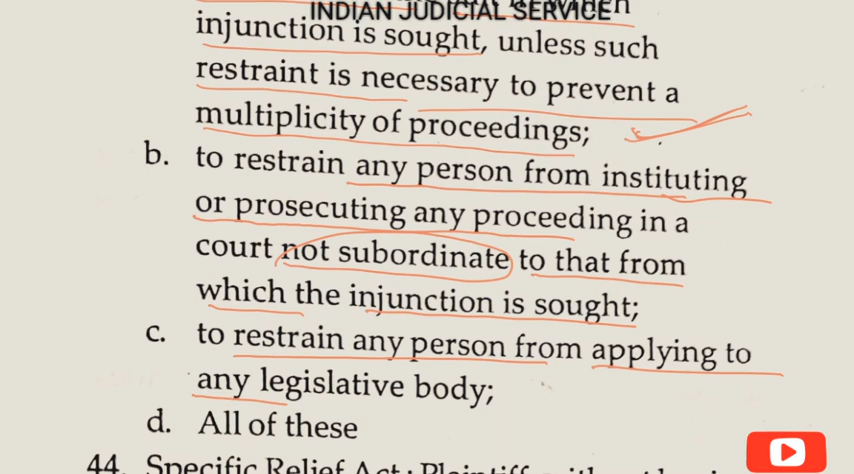 INDIAN JUDICIAL SERVICE
injunction is sought, unless such
restraint is necessary to prevent a
multiplicity of proceedings;
b. to restrain any person from instituting
or prosecuting any proceeding in a
court not subordinate to that from
which the injunction is sought;
c. to restrain any person from applying to
any legislative body;
d. All of these
44. Specific Relief Act : Plaintiff